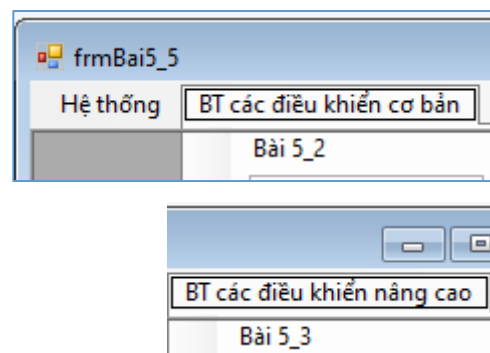 frmBai5_5
Hệ thống BT các điều khiển cơ bản
Bài 5_2
BT các điều khiển nâng cao
Bài 5_3